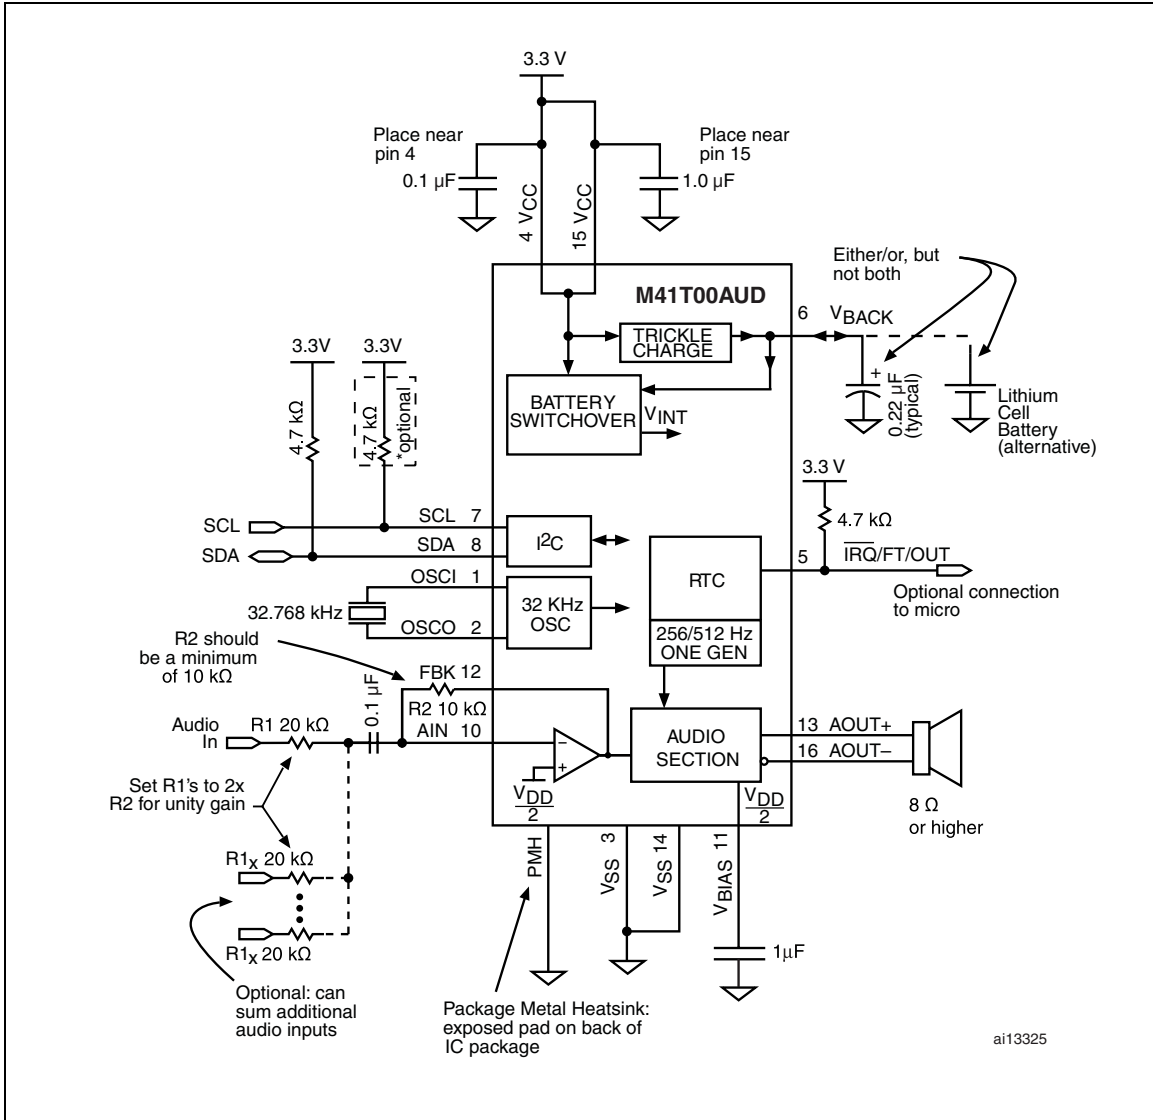 3.3 V
Place near
pin 4
Place near
pin 15
0.1 µF
1.0 µF
4 VCC
15 VCC
Either/or, but
not both
M41T00AUD
6
VBACK
TRICKLE
CHARGE
3.3V
3.3V
4.7 kΩ
4.7 kΩ
*optional
BATTERY
SWITCHOVER
VINT
+
0.22 µF
(typical)
Lithium
Cell
Battery
(alternative)
3.3 V
4.7 kΩ
SCL
SCL 7
SDA
SDA 8
I2C
5
IRQ/FT/OUT
RTC
Optional connection
to micro
OSCI 1
32.768 kHz
OSCO 2
32 KHz
OSC
256/512 Hz
ONE GEN
R2 should
be a minimum
of 10 kΩ
FBK 12
0.1 µF
R2 10 kΩ
Audio
In
R1 20 kΩ
AIN 10
–
+
VDD
2
AUDIO
SECTION
13 AOUT+
16 AOUT–
VDD
2
8 Ω
or higher
Set R1's to 2x
R2 for unity gain
R1x 20 kΩ
R1x 20 kΩ
PMH
VSS 3
VSS 14
VBIAS 11
1µF
Optional: can
sum additional
audio inputs
Package Metal Heatsink:
exposed pad on back of
IC package
ai13325